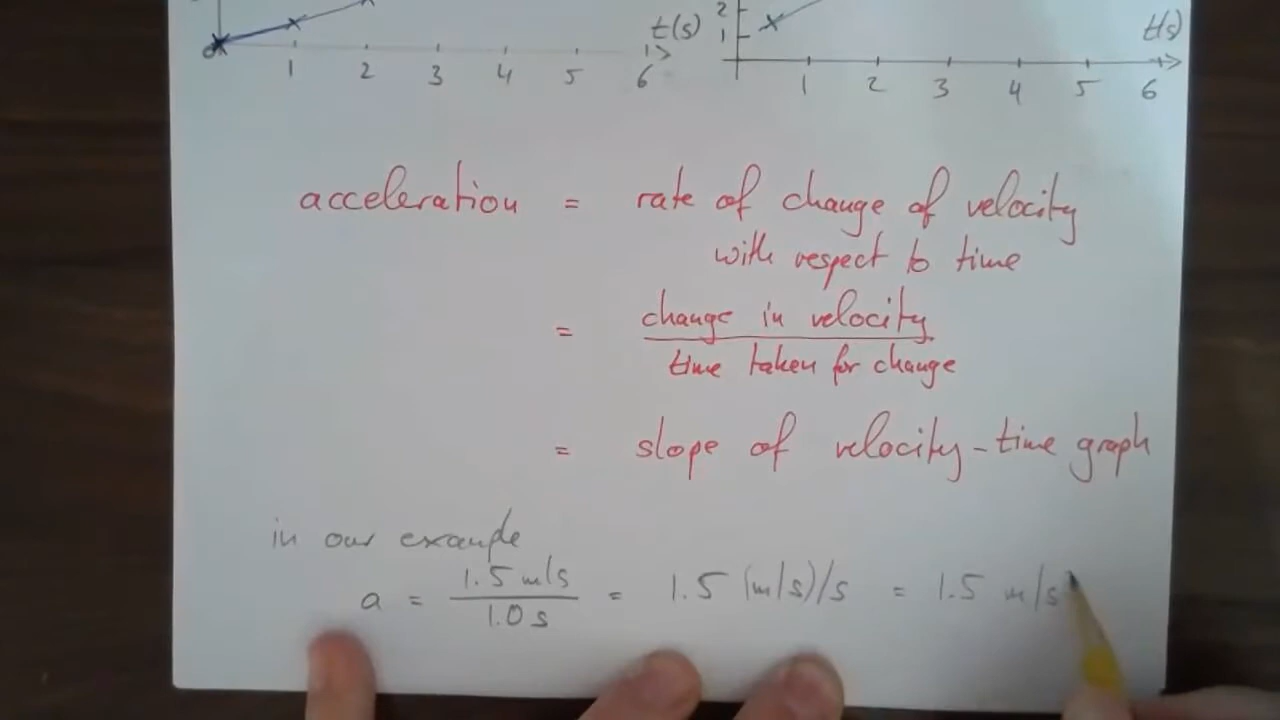 t(s)
1 2 3 4 5 6
2
1
t(s)
1 2 3 4 5 6
acceleration = rate of change of velocity
with respect to time
= change in velocity
time taken for change
= slope of velocity-time graph
in our example
a = 1.5 m/s / 1.0 s = 1.5 (m/s)/s = 1.5 m/s